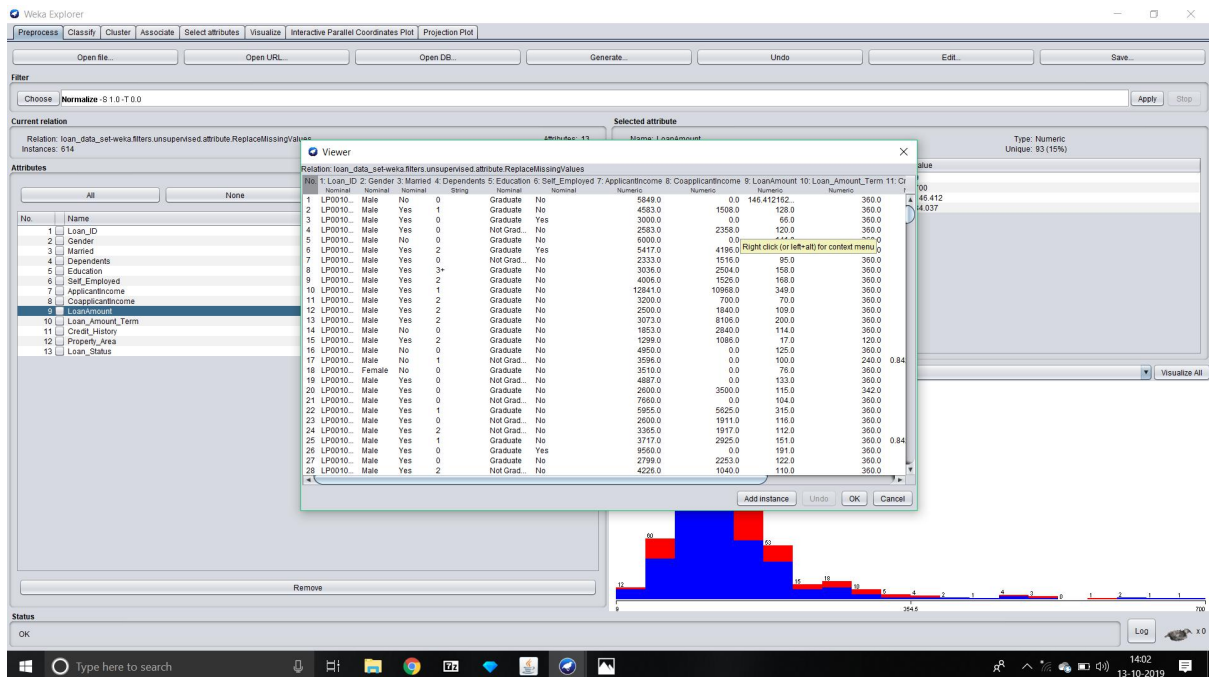 Weka Explorer
Preprocess Classify Cluster Associate Select attributes Visualize Interactive Parallel Coordinates Plot Projection Plot
Open file... Open URL... Open DB... Generate... Undo Edit... Save...
Filter
Choose Normalize -S 1.0 -T 0.0 Apply Stop
Current relation Selected attribute
Relation: loan_data_set-weka.filters.unsupervised.attribute.ReplaceMissingValues Attributes: 13 Name: LoanAmount Type: Numeric
Instances: 614 Unique: 93 (15%)
Attributes
All None
No. Name
1 Loan_ID
2 Gender
3 Married
4 Dependents
5 Education
6 Self_Employed
7 ApplicantIncome
8 CoapplicantIncome
9 LoanAmount
10 Loan_Amount_Term
11 Credit_History
12 Property_Area
13 Loan_Status
Remove
Viewer
Relation: loan_data_set-weka.filters.unsupervised.attribute.ReplaceMissingValues
No. 1: Loan_ID 2: Gender 3: Married 4: Dependents 5: Education 6: Self_Employed 7: ApplicantIncome 8: CoapplicantIncome 9: LoanAmount 10: Loan_Amount_Term 11: Cr
Nominal Nominal Nominal String Nominal Nominal Numeric Numeric Numeric Numeric
1 LP0010... Male No 0 Graduate No 5849.0 0.0 146.412162... 360.0
2 LP0010... Male Yes 1 Graduate No 4583.0 1508.0 128.0 360.0
3 LP0010... Male Yes 0 Graduate Yes 3000.0 0.0 66.0 360.0
4 LP0010... Male Yes 0 Not Grad... No 2583.0 2358.0 120.0 360.0
5 LP0010... Male No 0 Graduate No 6000.0 0.0
6 LP0010... Male Yes 2 Graduate Yes 5417.0 4196.0
Right click (or left+alt) for context menu
7 LP0010... Male Yes 0 Not Grad... No 2333.0 1516.0 95.0 360.0
8 LP0010... Male Yes 3+ Graduate No 3036.0 2504.0 158.0 360.0
9 LP0010... Male Yes 2 Graduate No 4006.0 1526.0 168.0 360.0
10 LP0010... Male Yes 1 Graduate No 12841.0 10968.0 349.0 360.0
11 LP0010... Male Yes 2 Graduate No 3200.0 700.0 70.0 360.0
12 LP0010... Male Yes 2 Graduate No 2500.0 1840.0 109.0 360.0
13 LP0010... Male Yes 2 Graduate No 3073.0 8106.0 200.0 360.0
14 LP0010... Male No 0 Graduate No 1853.0 2840.0 114.0 360.0
15 LP0010... Male Yes 2 Graduate No 1299.0 1086.0 17.0 120.0
16 LP0010... Male No 0 Graduate No 4950.0 0.0 125.0 360.0
17 LP0010... Male No 1 Not Grad... No 3596.0 0.0 100.0 240.0 0.84
18 LP0010... Female No 0 Graduate No 3510.0 0.0 76.0 360.0
19 LP0010... Male Yes 0 Not Grad... No 4887.0 0.0 133.0 360.0
20 LP0010... Male Yes 0 Graduate No 2600.0 3500.0 115.0 342.0
21 LP0010... Male Yes 0 Not Grad... No 7660.0 0.0 104.0 360.0
22 LP0010... Male Yes 1 Graduate No 5955.0 5625.0 315.0 360.0
23 LP0010... Male Yes 0 Not Grad... No 2600.0 1911.0 116.0 360.0
24 LP0010... Male Yes 2 Not Grad... No 3365.0 1917.0 112.0 360.0
25 LP0010... Male Yes 1 Graduate No 3717.0 2925.0 151.0 360.0 0.84
26 LP0010... Male Yes 0 Graduate Yes 9560.0 0.0 191.0 360.0
27 LP0010... Male Yes 0 Graduate No 2799.0 2253.0 122.0 360.0
28 LP0010... Male Yes 2 Not Grad... No 4226.0 1040.0 110.0 360.0
Add instance Undo OK Cancel
Visualize All
60 53
12 15 18 10 5 4 2 1 4 3 0 1 2 1 1
9 354.5 700
Status
OK Log x 0
Type here to search
14:02
13-10-2019